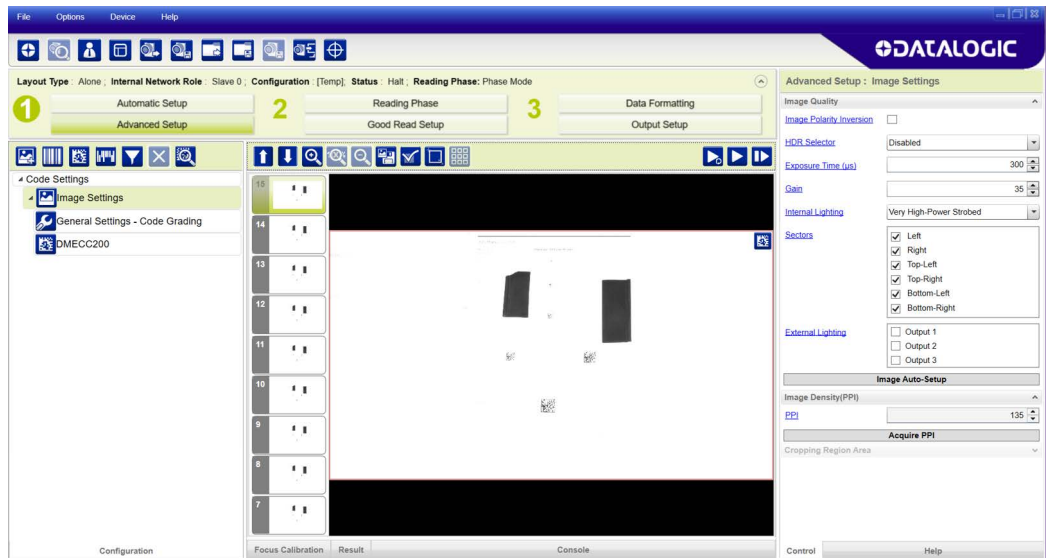 File Options Device Help
DATALOGIC
Layout Type : Alone ; Internal Network Role : Slave 0 ; Configuration : [Temp]; Status : Halt ; Reading Phase: Phase Mode
1 Automatic Setup
Advanced Setup
2 Reading Phase
Good Read Setup
3 Data Formatting
Output Setup
Code Settings
Image Settings
General Settings - Code Grading
DMECC200
Configuration
15
14
13
12
11
10
9
8
7
Focus Calibration Result Console
Advanced Setup : Image Settings
Image Quality
Image Polarity Inversion
HDR Selector Disabled
Exposure Time (µs) 300
Gain 35
Internal Lighting Very High-Power Strobed
Sectors Left
Right
Top-Left
Top-Right
Bottom-Left
Bottom-Right
External Lighting Output 1
Output 2
Output 3
Image Auto-Setup
Image Density(PPI)
PPI 135
Acquire PPI
Cropping Region Area
Control Help